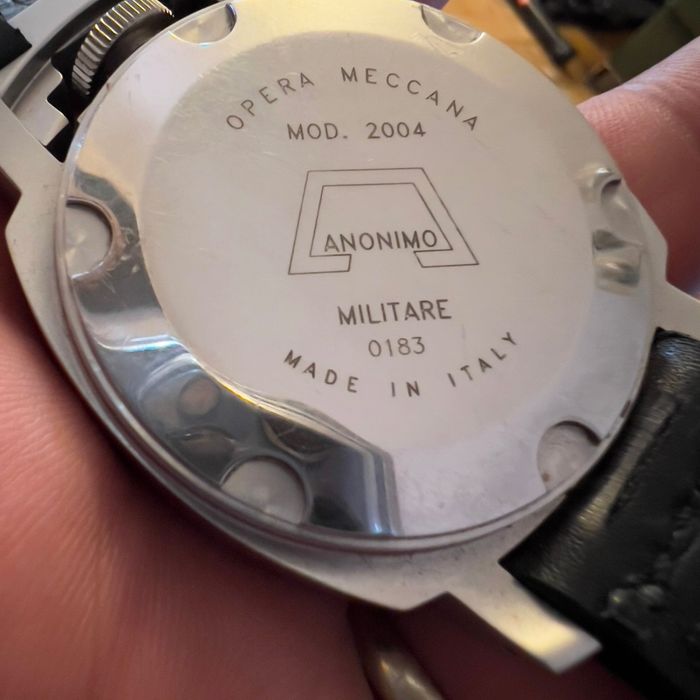 OPERA MECCANA
MOD. 2004
ANONIMO
MILITARE
0183
MADE IN ITALY